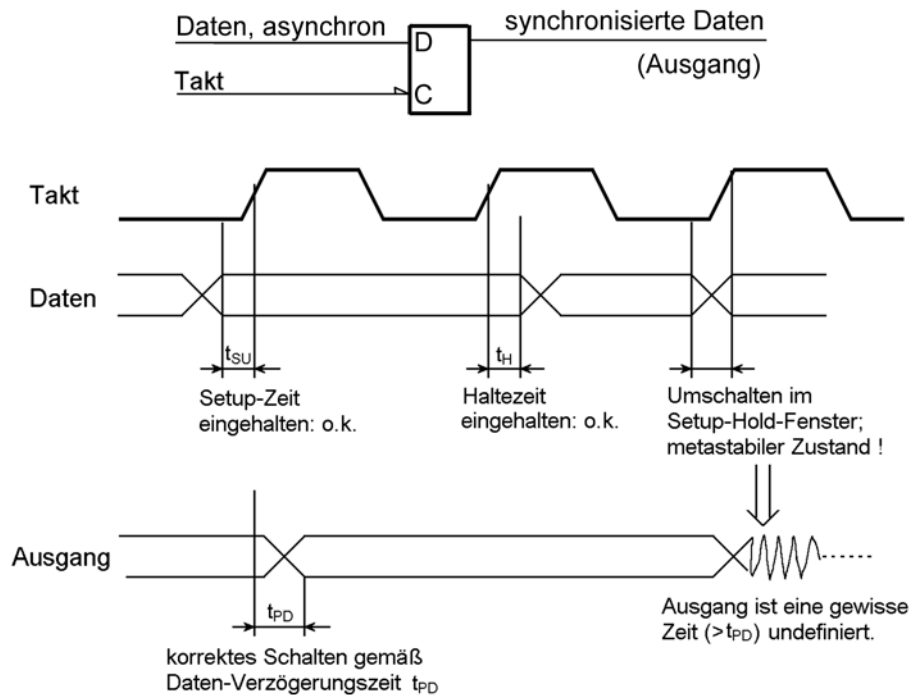 Daten, asynchron
D
synchronisierte Daten
(Ausgang)
Takt
C
Takt
Daten
tSU
tH
Setup-Zeit
eingehalten: o.k.
Haltezeit
eingehalten: o.k.
Umschalten im
Setup-Hold-Fenster;
metastabiler Zustand !
Ausgang
tPD
Ausgang ist eine gewisse
Zeit (>tPD) undefiniert.
korrektes Schalten gemäß
Daten-Verzögerungszeit tPD